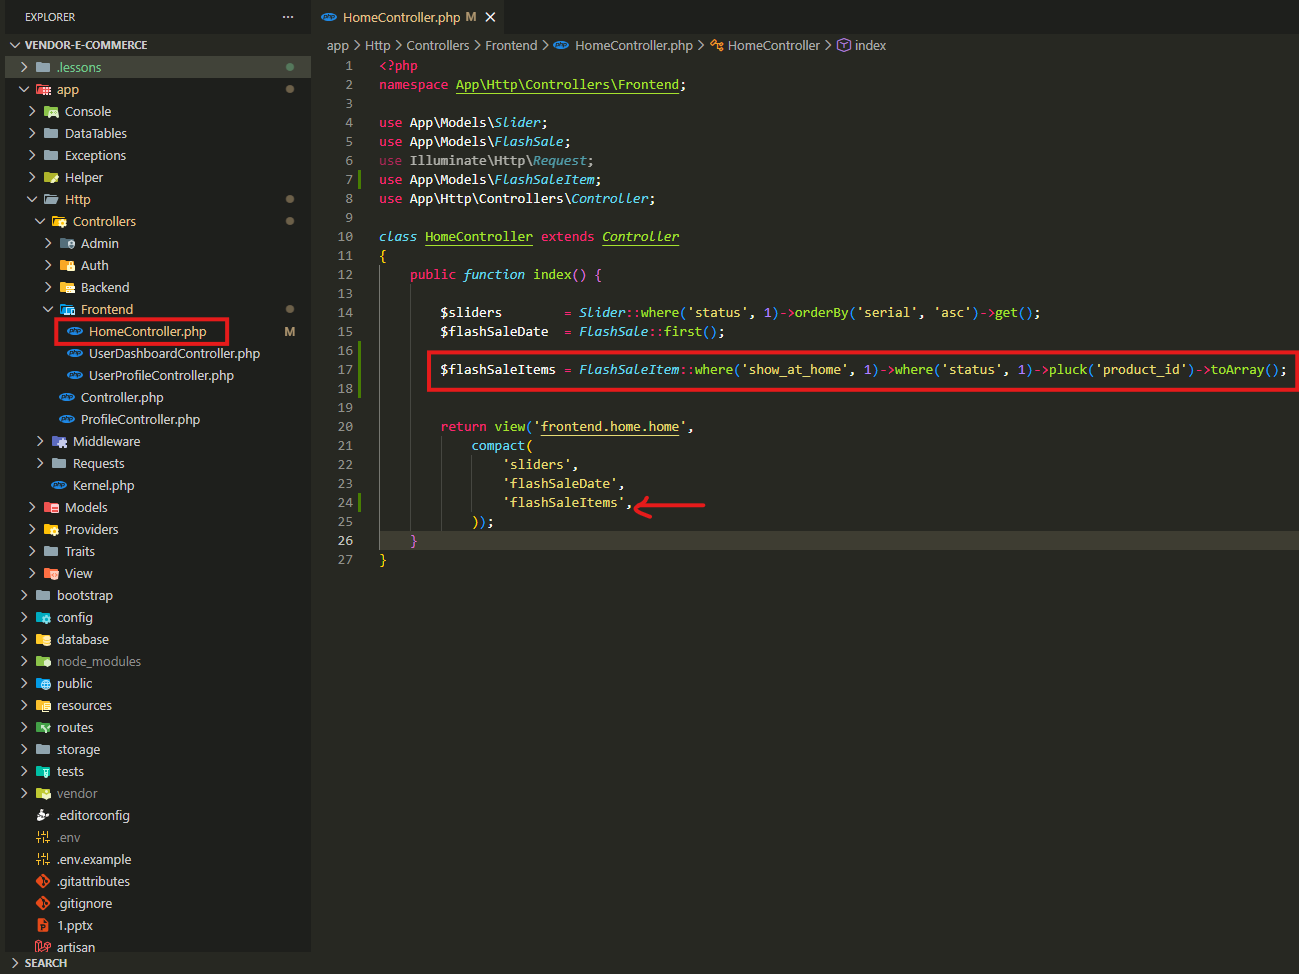 EXPLORER
VENDOR-E-COMMERCE
.lessons
app
Console
DataTables
Exceptions
Helper
Http
Controllers
Admin
Auth
Backend
Frontend
HomeController.php M
UserDashboardController.php
UserProfileController.php
Controller.php
ProfileController.php
Middleware
Requests
Kernel.php
Models
Providers
Traits
View
bootstrap
config
database
node_modules
public
resources
routes
storage
tests
vendor
.editorconfig
.env
.env.example
.gitattributes
.gitignore
1.pptx
artisan
SEARCH
HomeController.php M
app > Http > Controllers > Frontend > HomeController.php > HomeController > index
1 <?php
2 namespace App\Http\Controllers\Frontend;
3
4 use App\Models\Slider;
5 use App\Models\FlashSale;
6 use Illuminate\Http\Request;
7 use App\Models\FlashSaleItem;
8 use App\Http\Controllers\Controller;
9
10 class HomeController extends Controller
11 {
12 public function index() {
13
14 $sliders = Slider::where('status', 1)->orderBy('serial', 'asc')->get();
15 $flashSaleDate = FlashSale::first();
16
17 $flashSaleItems = FlashSaleItem::where('show_at_home', 1)->where('status', 1)->pluck('product_id')->toArray();
18
19
20 return view('frontend.home.home',
21 compact(
22 'sliders',
23 'flashSaleDate',
24 'flashSaleItems',
25 ));
26 }
27 }